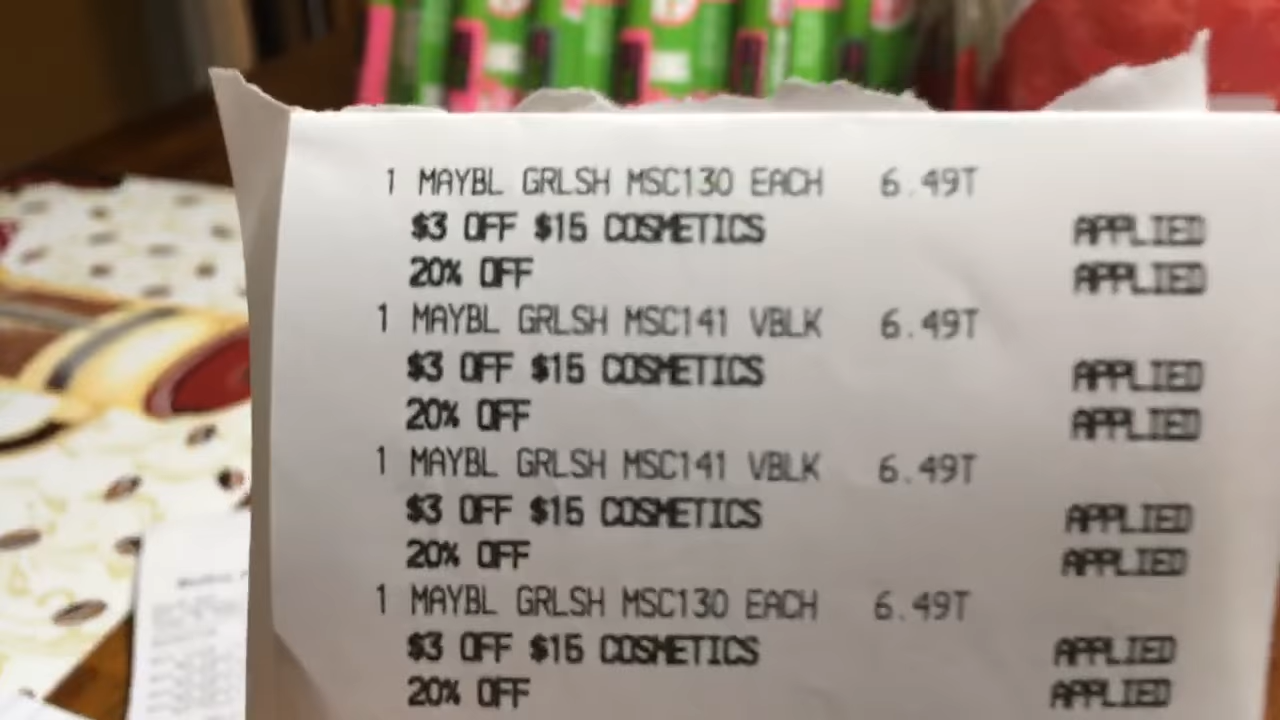 1 MAYBL GRLSH MSC130 EACH 6.49T
$3 OFF $15 COSMETICS APPLIED
20% OFF APPLIED
1 MAYBL GRLSH MSC141 VBLK 6.49T
$3 OFF $15 COSMETICS APPLIED
20% OFF APPLIED
1 MAYBL GRLSH MSC141 VBLK 6.49T
$3 OFF $15 COSMETICS APPLIED
20% OFF APPLIED
1 MAYBL GRLSH MSC130 EACH 6.49T
$3 OFF $15 COSMETICS APPLIED
20% OFF APPLIED